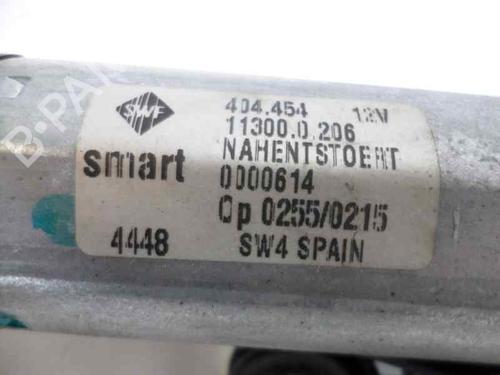 SWF
404.454 12V
11300.0.206
smart NAHENTSTOERT
0000614
Op 0255/0215
4448 SW4 SPAIN
B-PARTS